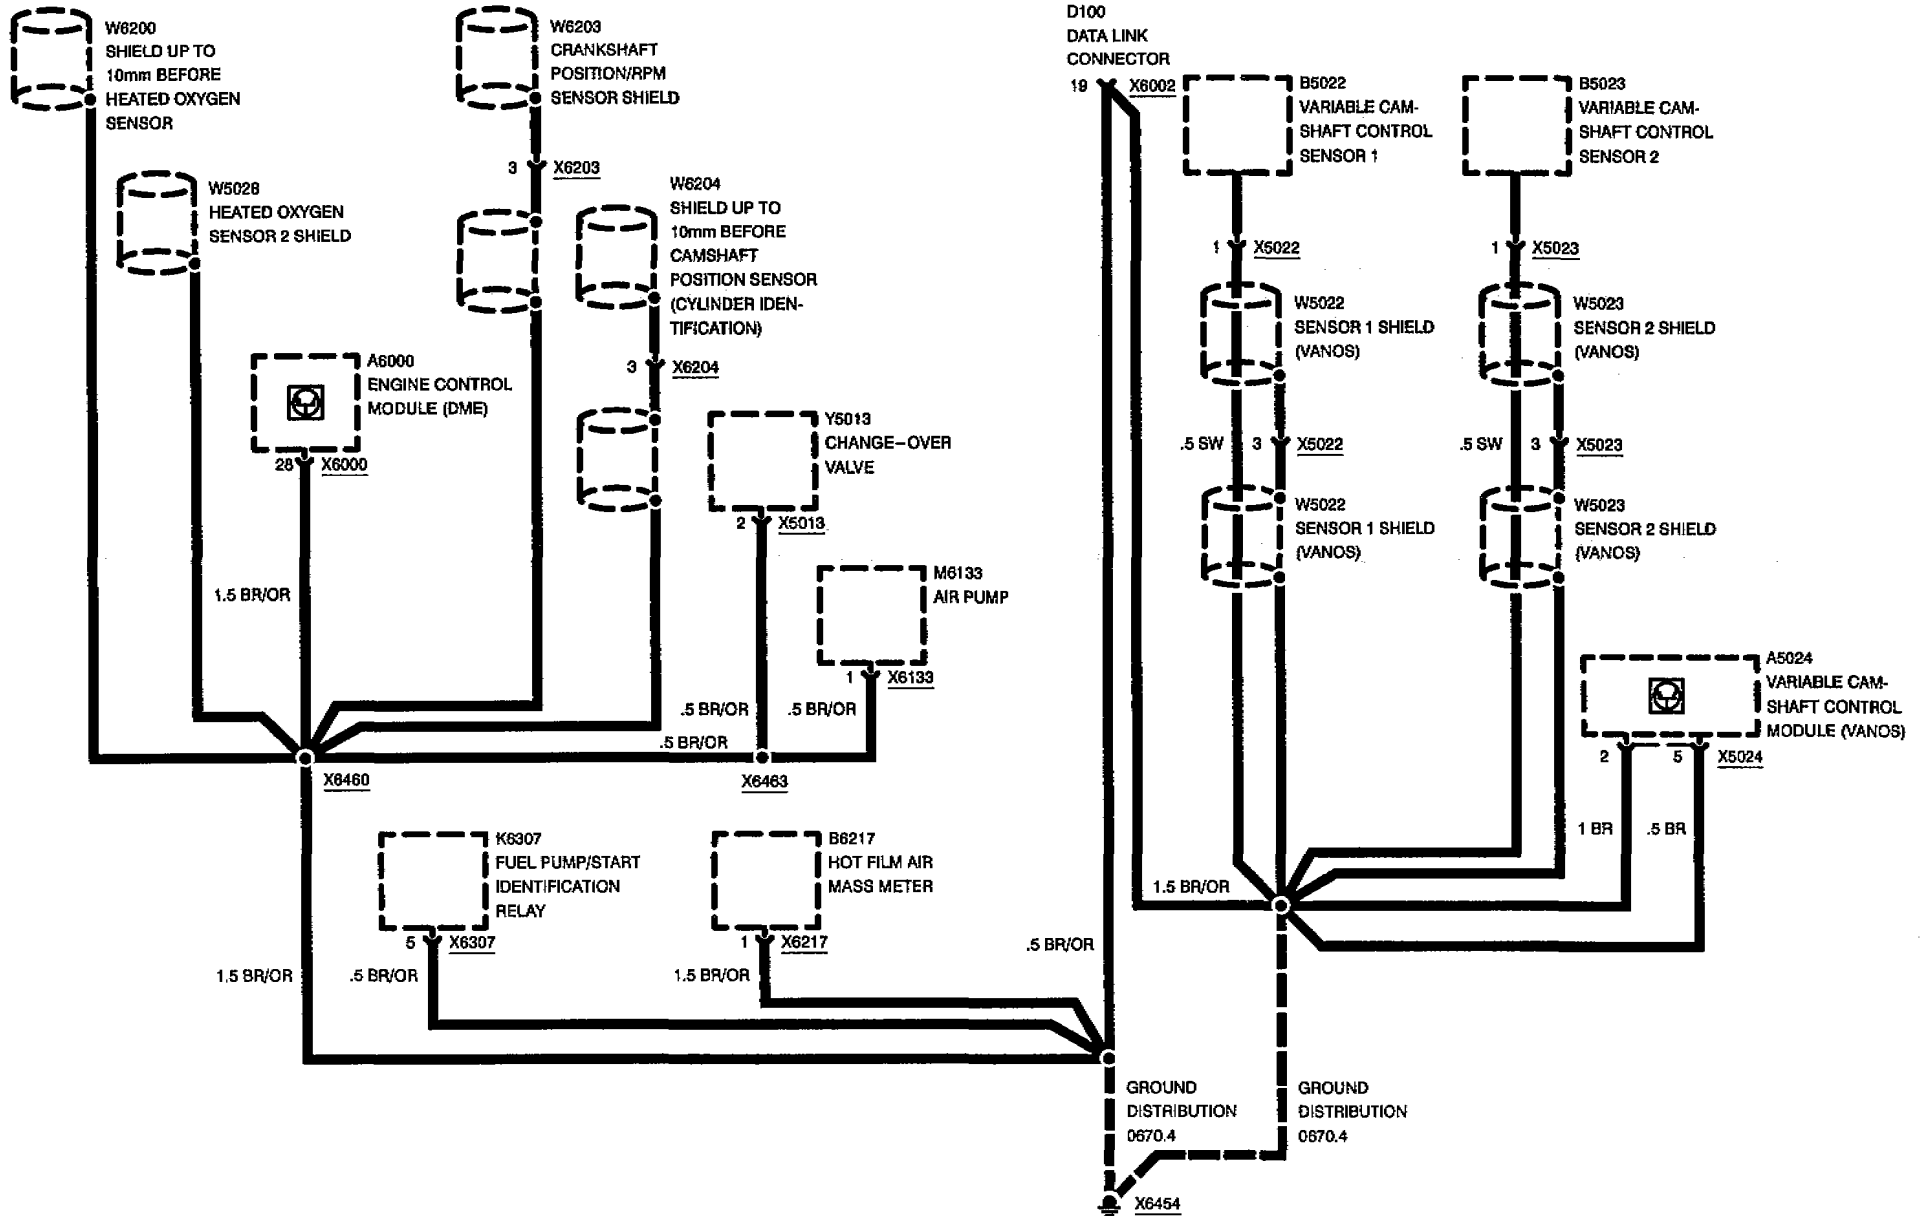 W6200
SHIELD UP TO
10mm BEFORE
HEATED OXYGEN
SENSOR
W5028
HEATED OXYGEN
SENSOR 2 SHIELD
W6203
CRANKSHAFT
POSITION/RPM
SENSOR SHIELD
3 X6203
W6204
SHIELD UP TO
10mm BEFORE
CAMSHAFT
POSITION SENSOR
(CYLINDER IDEN-
TIFICATION)
3 X6204
A6000
ENGINE CONTROL
MODULE (DME)
28 X6000
1.5 BR/OR
Y5013
CHANGE-OVER
VALVE
2 X5013
M6133
AIR PUMP
1 X6133
.5 BR/OR
.5 BR/OR
.5 BR/OR
X6460
X6463
K6307
FUEL PUMP/START
IDENTIFICATION
RELAY
5 X6307
B6217
HOT FILM AIR
MASS METER
1 X6217
1.5 BR/OR
.5 BR/OR
1.5 BR/OR
D100
DATA LINK
CONNECTOR
19 X6002
B5022
VARIABLE CAM-
SHAFT CONTROL
SENSOR 1
1 X5022
W5022
SENSOR 1 SHIELD
(VANOS)
.5 SW 3 X5022
W5022
SENSOR 1 SHIELD
(VANOS)
B5023
VARIABLE CAM-
SHAFT CONTROL
SENSOR 2
1 X5023
W5023
SENSOR 2 SHIELD
(VANOS)
.5 SW 3 X5023
W5023
SENSOR 2 SHIELD
(VANOS)
A5024
VARIABLE CAM-
SHAFT CONTROL
MODULE (VANOS)
2 5 X5024
1 BR
.5 BR
1.5 BR/OR
.5 BR/OR
GROUND
DISTRIBUTION
0670.4
GROUND
DISTRIBUTION
0670.4
X6454